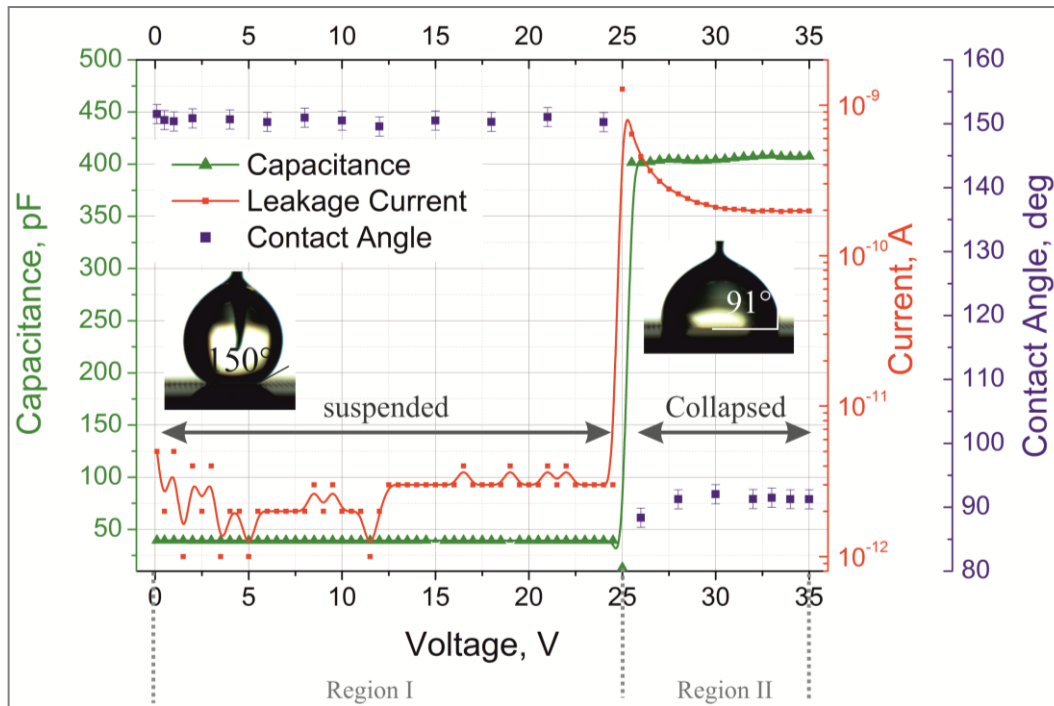 0 5 10 15 20 25 30 35
500
450
400
350
300
250
200
150
100
50
Capacitance, pF
Capacitance
Leakage Current
Contact Angle
150°
91°
suspended
Collapsed
10⁻⁹
10⁻¹⁰
10⁻¹¹
10⁻¹²
Current, A
160
150
140
130
120
110
100
90
80
Contact Angle, deg
0 5 10 15 20 25 30 35
Voltage, V
Region I
Region II